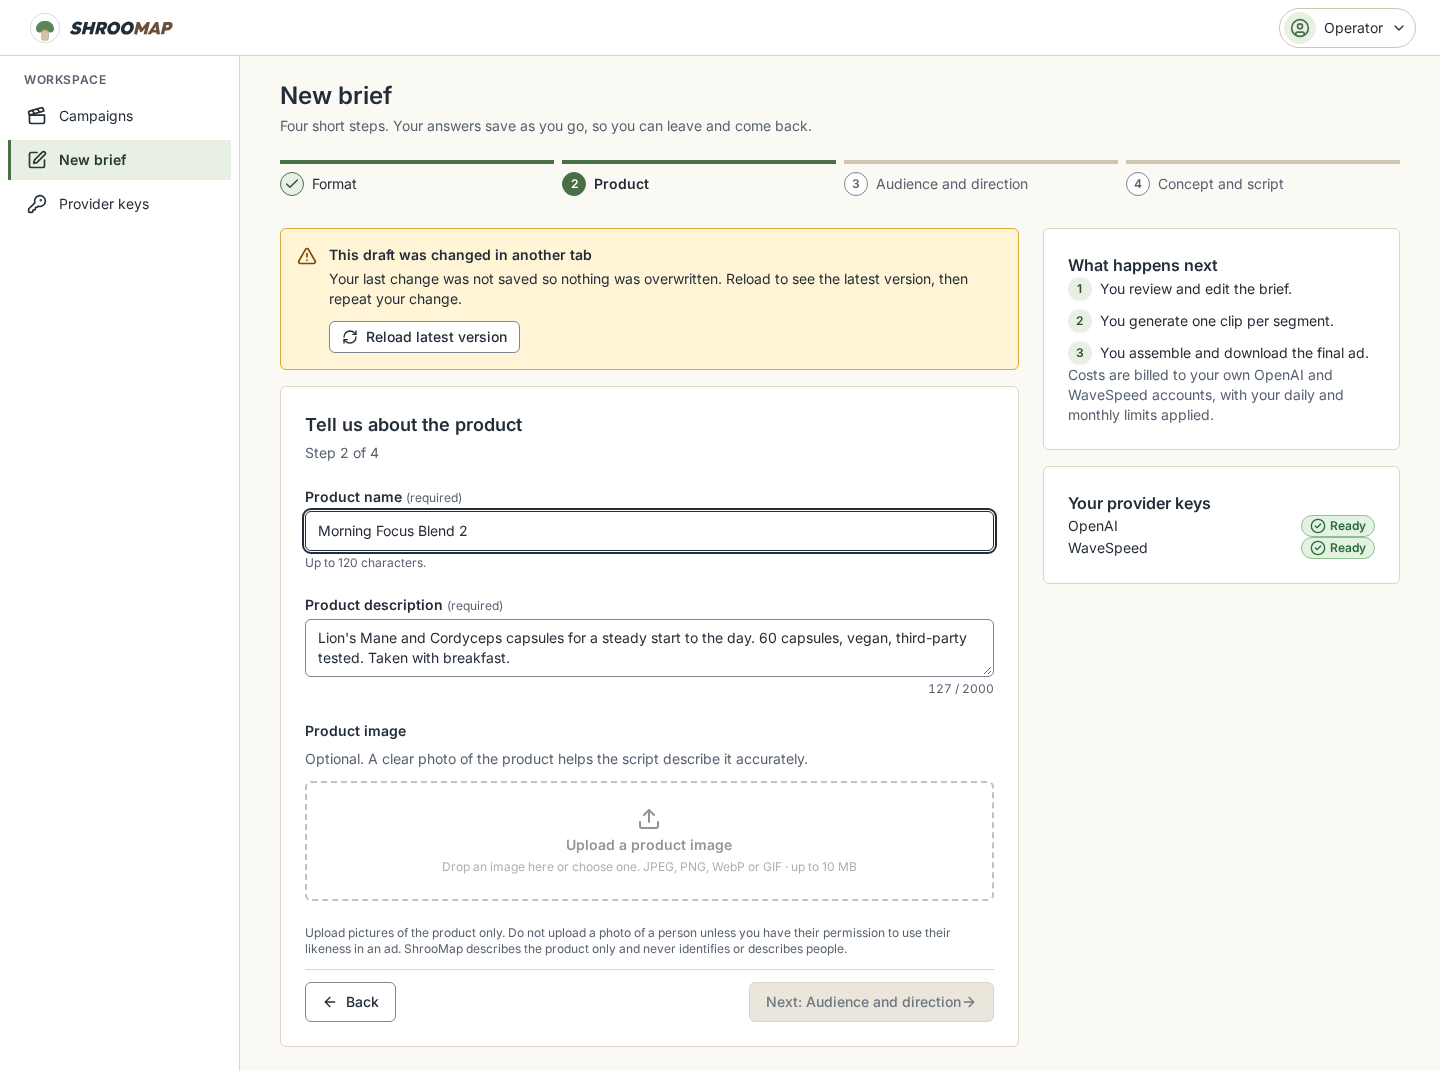 SHROOMAP
Operator
WORKSPACE
Campaigns
New brief
Provider keys
New brief
Four short steps. Your answers save as you go, so you can leave and come back.
Format
2 Product
3 Audience and direction
4 Concept and script
This draft was changed in another tab
Your last change was not saved so nothing was overwritten. Reload to see the latest version, then
repeat your change.
Reload latest version
Tell us about the product
Step 2 of 4
Product name (required)
Morning Focus Blend 2
Up to 120 characters.
Product description (required)
Lion's Mane and Cordyceps capsules for a steady start to the day. 60 capsules, vegan, third-party
tested. Taken with breakfast.
127 / 2000
Product image
Optional. A clear photo of the product helps the script describe it accurately.
Upload a product image
Drop an image here or choose one. JPEG, PNG, WebP or GIF · up to 10 MB
Upload pictures of the product only. Do not upload a photo of a person unless you have their permission to use their
likeness in an ad. ShrooMap describes the product only and never identifies or describes people.
Back
Next: Audience and direction
What happens next
1 You review and edit the brief.
2 You generate one clip per segment.
3 You assemble and download the final ad.
Costs are billed to your own OpenAI and
WaveSpeed accounts, with your daily and
monthly limits applied.
Your provider keys
OpenAI Ready
WaveSpeed Ready